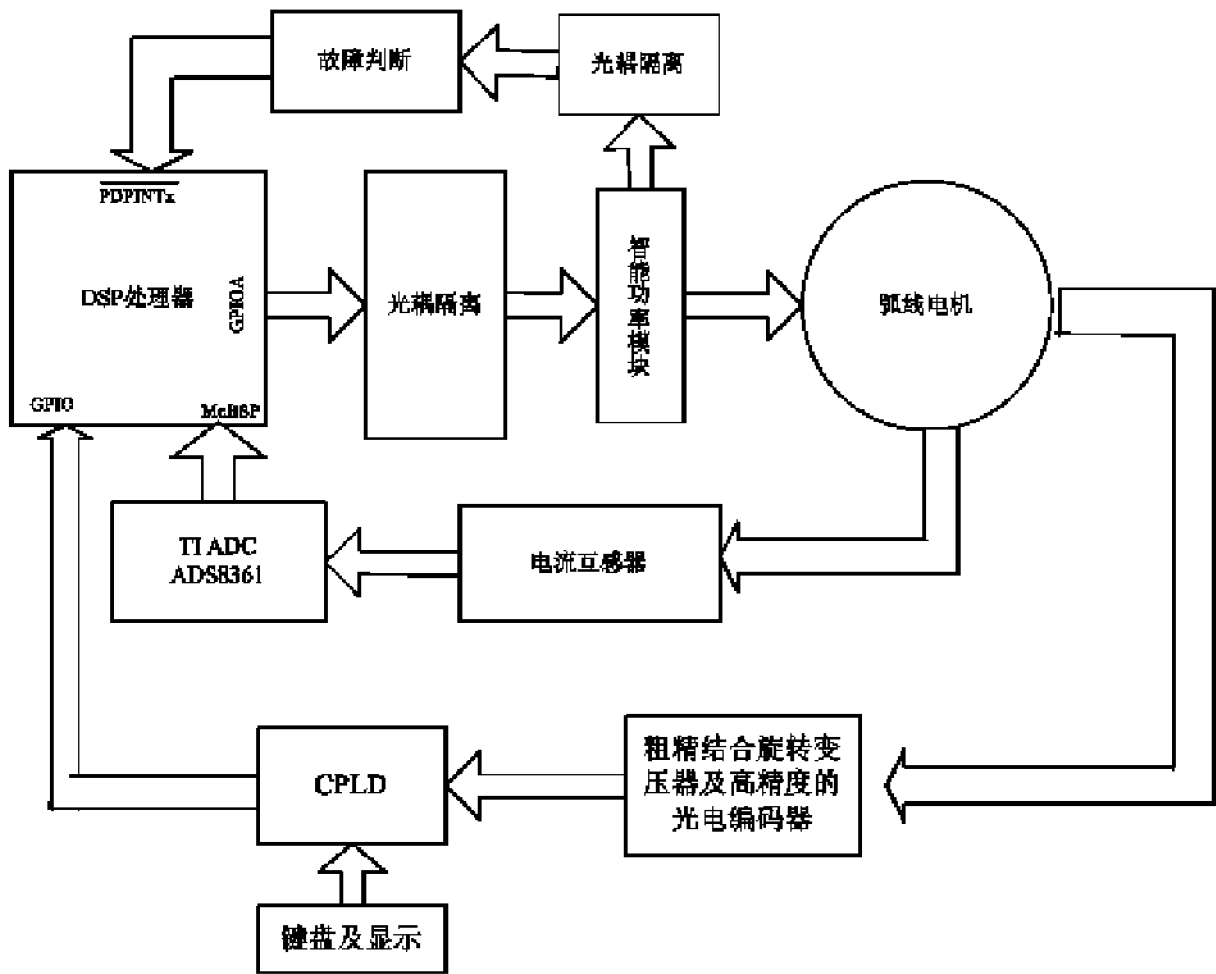 故障判断
光耦隔离
PDPINTx
DSP处理器
GPIOA
GPIO
McBSP
光耦隔离
智能功率模块
弧线电机
TI ADC
ADS8361
电流互感器
CPLD
粗精结合旋转变
压器及高精度的
光电编码器
键盘及显示